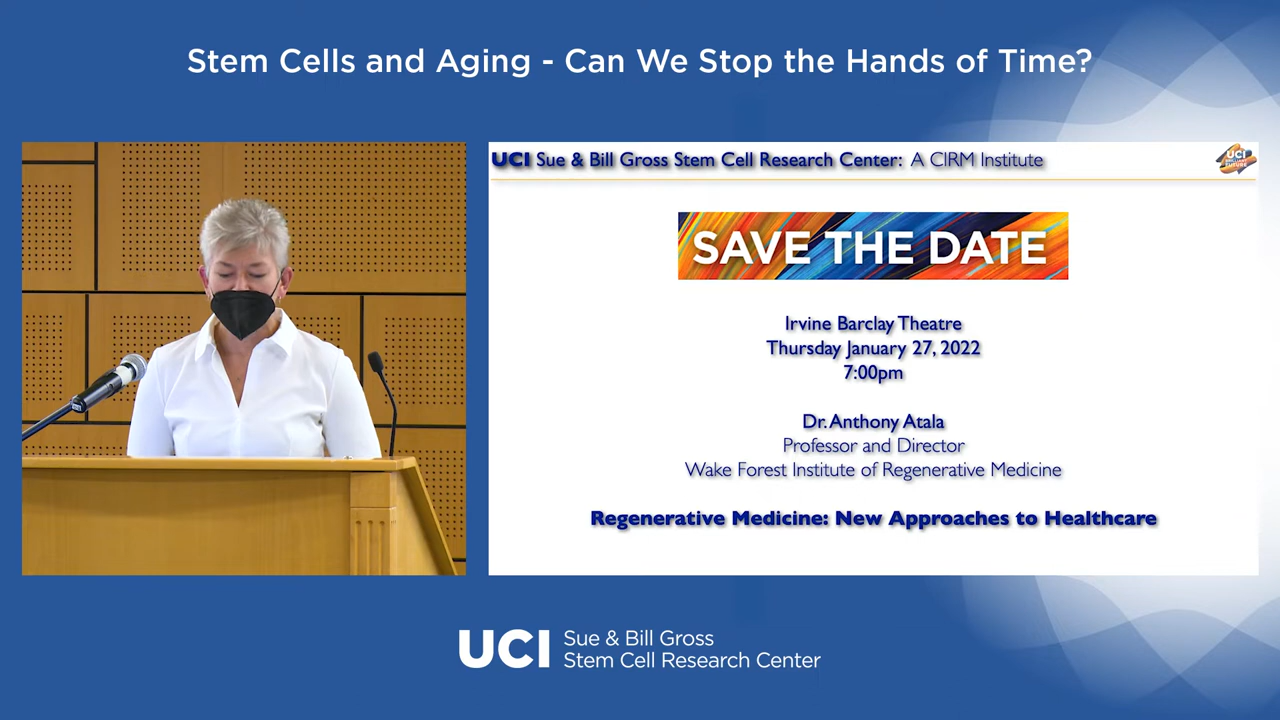 Stem Cells and Aging - Can We Stop the Hands of Time?
UCI Sue & Bill Gross Stem Cell Research Center: A CIRM Institute
UCI
BRILLIANT
FUTURE
SAVE THE DATE
Irvine Barclay Theatre
Thursday January 27, 2022
7:00pm
Dr. Anthony Atala
Professor and Director
Wake Forest Institute of Regenerative Medicine
Regenerative Medicine: New Approaches to Healthcare
UCI Sue & Bill Gross
Stem Cell Research Center